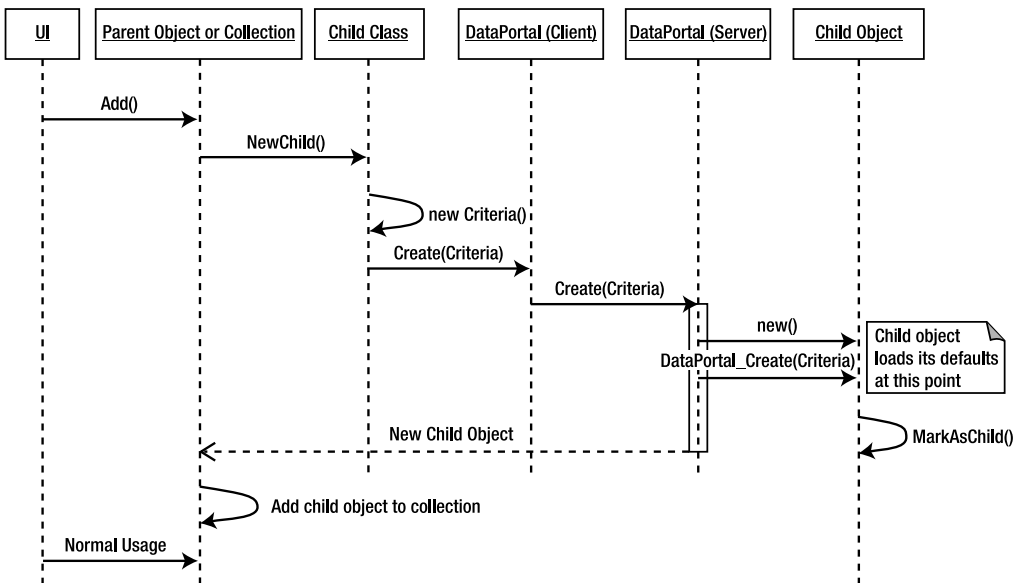 UI
Parent Object or Collection
Child Class
DataPortal (Client)
DataPortal (Server)
Child Object
Add()
NewChild()
new Criteria()
Create(Criteria)
Create(Criteria)
new()
Child object
loads its defaults
at this point
DataPortal_Create(Criteria)
MarkAsChild()
New Child Object
Add child object to collection
Normal Usage